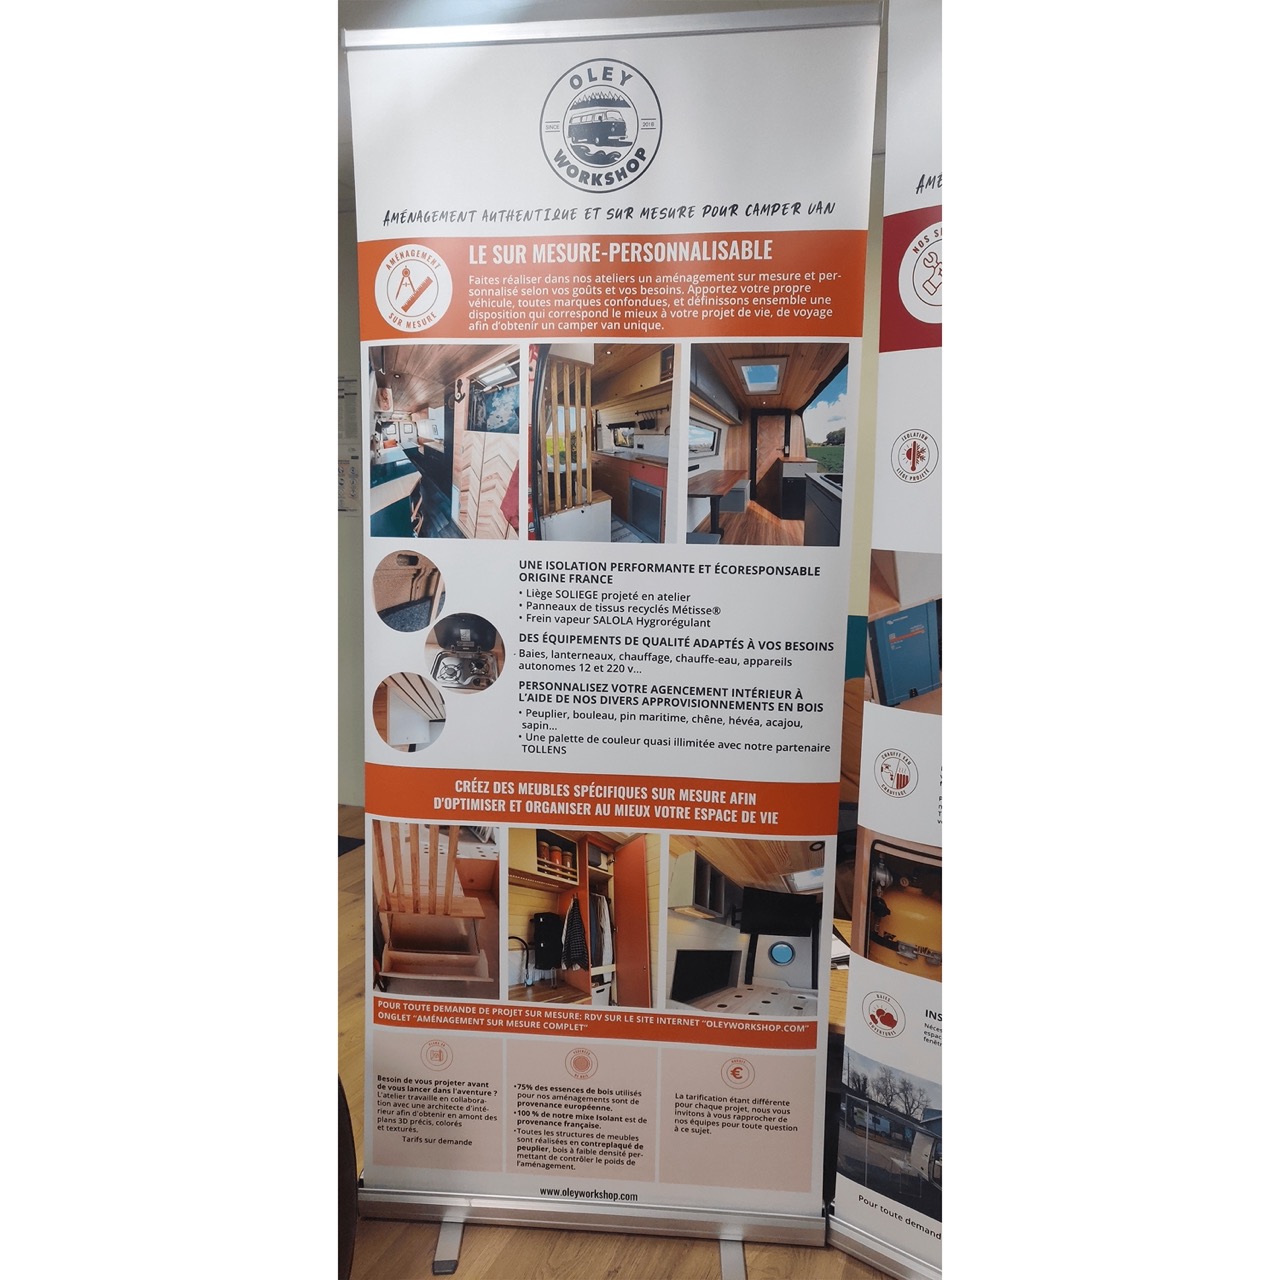 OLEY
SINCE 2018
WORKSHOP
AMÉNAGEMENT AUTHENTIQUE ET SUR MESURE POUR CAMPER VAN
AMÉNAGEMENT
SUR MESURE
LE SUR MESURE-PERSONNALISABLE
Faites réaliser dans nos ateliers un aménagement sur mesure et per-
sonnalisé selon vos goûts et vos besoins. Apportez votre propre
véhicule, toutes marques confondues, et définissons ensemble une
disposition qui correspond le mieux à votre projet de vie, de voyage
afin d'obtenir un camper van unique.
UNE ISOLATION PERFORMANTE ET ÉCORESPONSABLE
ORIGINE FRANCE
• Liège SOLIEGE projeté en atelier
• Panneaux de tissus recyclés Métisse®
• Frein vapeur SALOLA Hygrorégulant
DES ÉQUIPEMENTS DE QUALITÉ ADAPTÉS À VOS BESOINS
Baies, lanterneaux, chauffage, chauffe-eau, appareils
autonomes 12 et 220 v...
PERSONNALISEZ VOTRE AGENCEMENT INTÉRIEUR À
L'AIDE DE NOS DIVERS APPROVISIONNEMENTS EN BOIS
• Peuplier, bouleau, pin maritime, chêne, hévéa, acajou,
sapin...
• Une palette de couleur quasi illimitée avec notre partenaire
TOLLENS
CRÉEZ DES MEUBLES SPÉCIFIQUES SUR MESURE AFIN
D'OPTIMISER ET ORGANISER AU MIEUX VOTRE ESPACE DE VIE
POUR TOUTE DEMANDE DE PROJET SUR MESURE: RDV SUR LE SITE INTERNET "OLEYWORKSHOP.COM"
ONGLET "AMÉNAGEMENT SUR MESURE COMPLET"
Besoin de vous projeter avant
de vous lancer dans l'aventure ?
L'atelier travaille en collabora-
tion avec une architecte d'inté-
rieur afin d'obtenir en amont des
plans 3D précis, colorés
et texturés.
Tarifs sur demande
•75% des essences de bois utilisés
pour nos aménagements sont de
provenance européenne.
•100 % de notre mixe Isolant est de
provenance française.
•Toutes les structures de meubles
sont réalisées en contreplaqué de
peuplier, bois à faible densité per-
mettant de contrôler le poids de
l'aménagement.
€
La tarification étant différente
pour chaque projet, nous vous
invitons à vous rapprocher de
nos équipes pour toute question
à ce sujet.
www.oleyworkshop.com
AMÉ
NOS SE
ISOLATION
LIÈGE PROJETÉ
CHAUFFE EAU
CHAUFFAGE
BAIES
INS
Néces
espac
fenêt
Pour toute demand